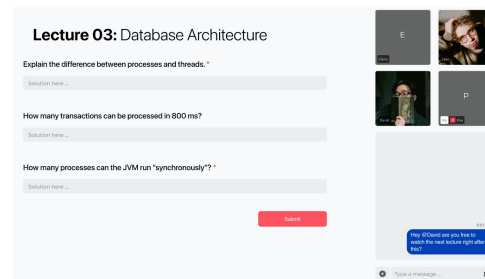 Lecture 03: Database Architecture
Explain the difference between processes and threads. *
Solution here ...
How many transactions can be processed in 800 ms?
Solution here ...
How many processes can the JVM run "synchronously"? *
Solution here ...
Submit
E
David
P
Hey @David are you free to
watch the next lecture right after
this?
Type a message...